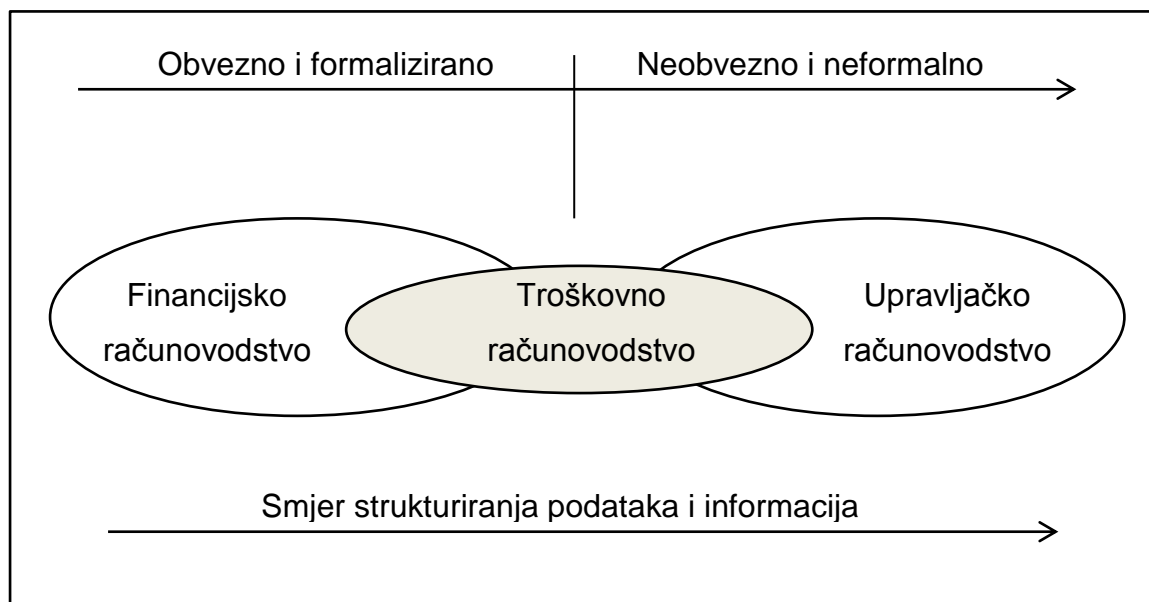 Obvezno i formalizirano
Neobvezno i neformalno
Financijsko
računovodstvo
Troškovno
računovodstvo
Upravljačko
računovodstvo
Smjer strukturiranja podataka i informacija